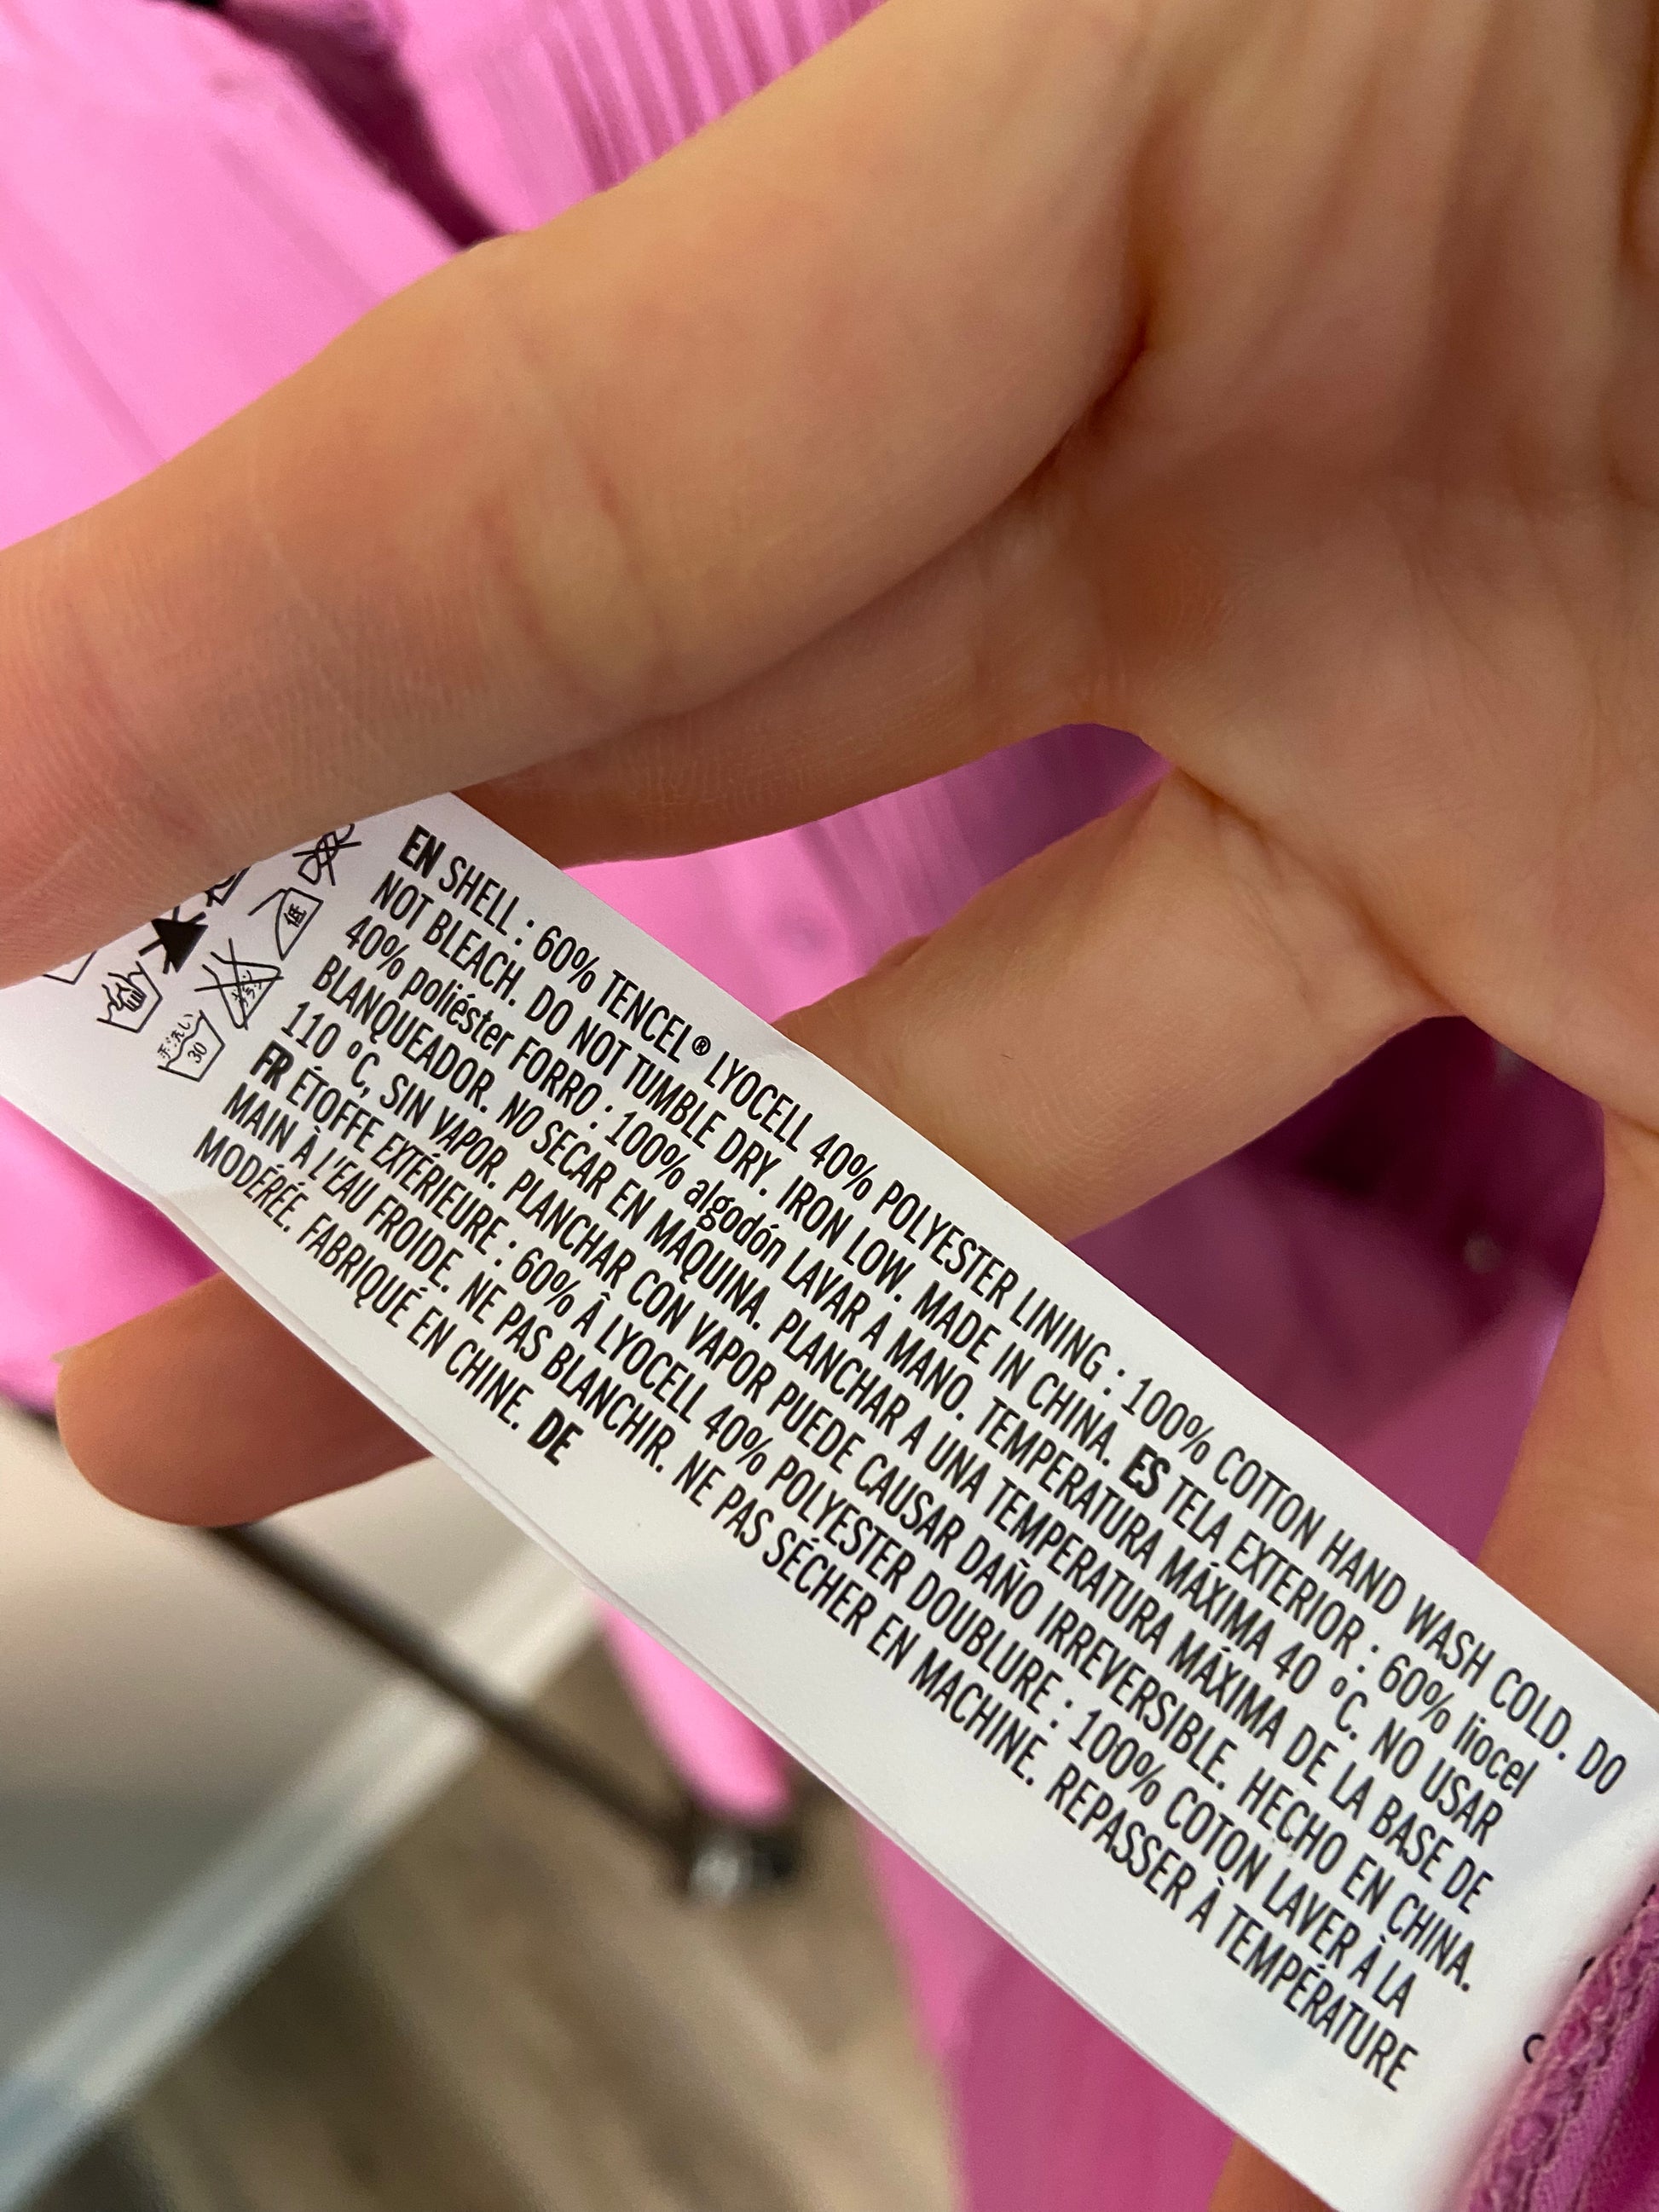 EN SHELL : 60% TENCEL® LYOCELL 40% POLYESTER LINING : 100% COTTON HAND WASH COLD. DO
NOT BLEACH. DO NOT TUMBLE DRY. IRON LOW. MADE IN CHINA. ES TELA EXTERIOR : 60% liocel
40% poliéster FORRO : 100% algodón LAVAR A MANO. TEMPERATURA MÁXIMA 40 °C. NO USAR
BLANQUEADOR. NO SECAR EN MÁQUINA. PLANCHAR A UNA TEMPERATURA MÁXIMA DE LA BASE DE
110 °C, SIN VAPOR. PLANCHAR CON VAPOR PUEDE CAUSAR DAÑO IRREVERSIBLE. HECHO EN CHINA.
FR ÉTOFFE EXTÉRIEURE : 60% Â LYOCELL 40% POLYESTER DOUBLURE : 100% COTON LAVER À LA
MAIN À L'EAU FROIDE. NE PAS BLANCHIR. NE PAS SÉCHER EN MACHINE. REPASSER À TEMPÉRATURE
MODÉRÉE. FABRIQUÉ EN CHINE. DE
低
手洗い
30